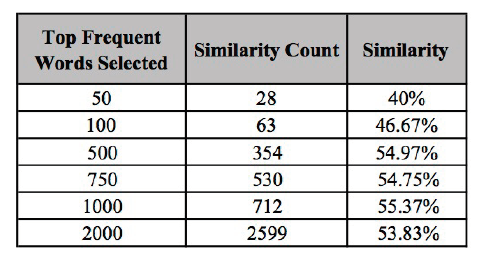 Top Frequent Words Selected Similarity Count Similarity
50 28 40%
100 63 46.67%
500 354 54.97%
750 530 54.75%
1000 712 55.37%
2000 2599 53.83%